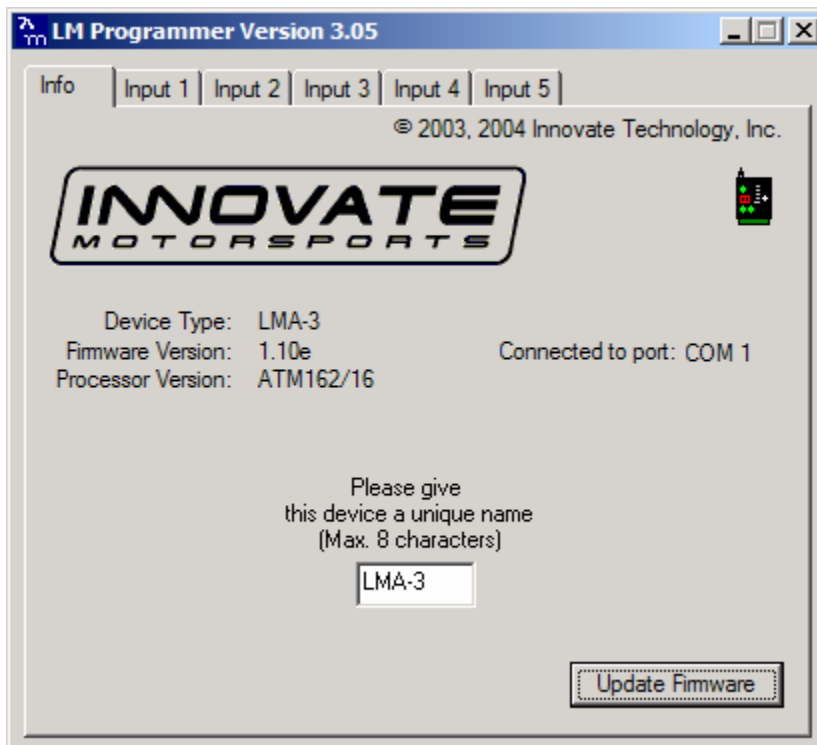 LM Programmer Version 3.05
Info Input 1 Input 2 Input 3 Input 4 Input 5
© 2003, 2004 Innovate Technology, Inc.
INNOVATE
MOTORSPORTS
Device Type: LMA-3
Firmware Version: 1.10e Connected to port: COM 1
Processor Version: ATM162/16
Please give
this device a unique name
(Max. 8 characters)
LMA-3
Update Firmware